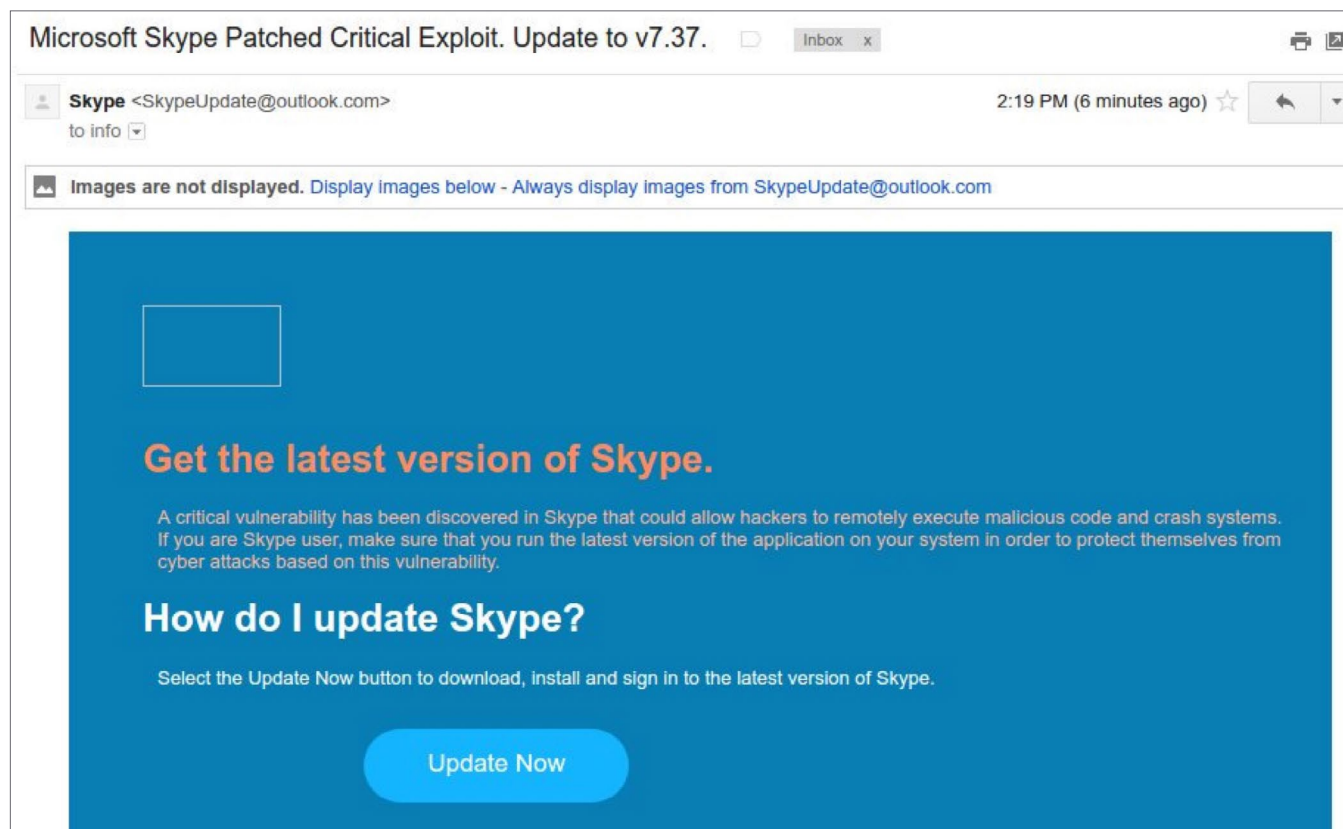 Microsoft Skype Patched Critical Exploit. Update to v7.37. Inbox x
Skype <SkypeUpdate@outlook.com> 2:19 PM (6 minutes ago)
to info
Images are not displayed. Display images below - Always display images from SkypeUpdate@outlook.com
Get the latest version of Skype.
A critical vulnerability has been discovered in Skype that could allow hackers to remotely execute malicious code and crash systems.
If you are Skype user, make sure that you run the latest version of the application on your system in order to protect themselves from
cyber attacks based on this vulnerability.
How do I update Skype?
Select the Update Now button to download, install and sign in to the latest version of Skype.
Update Now